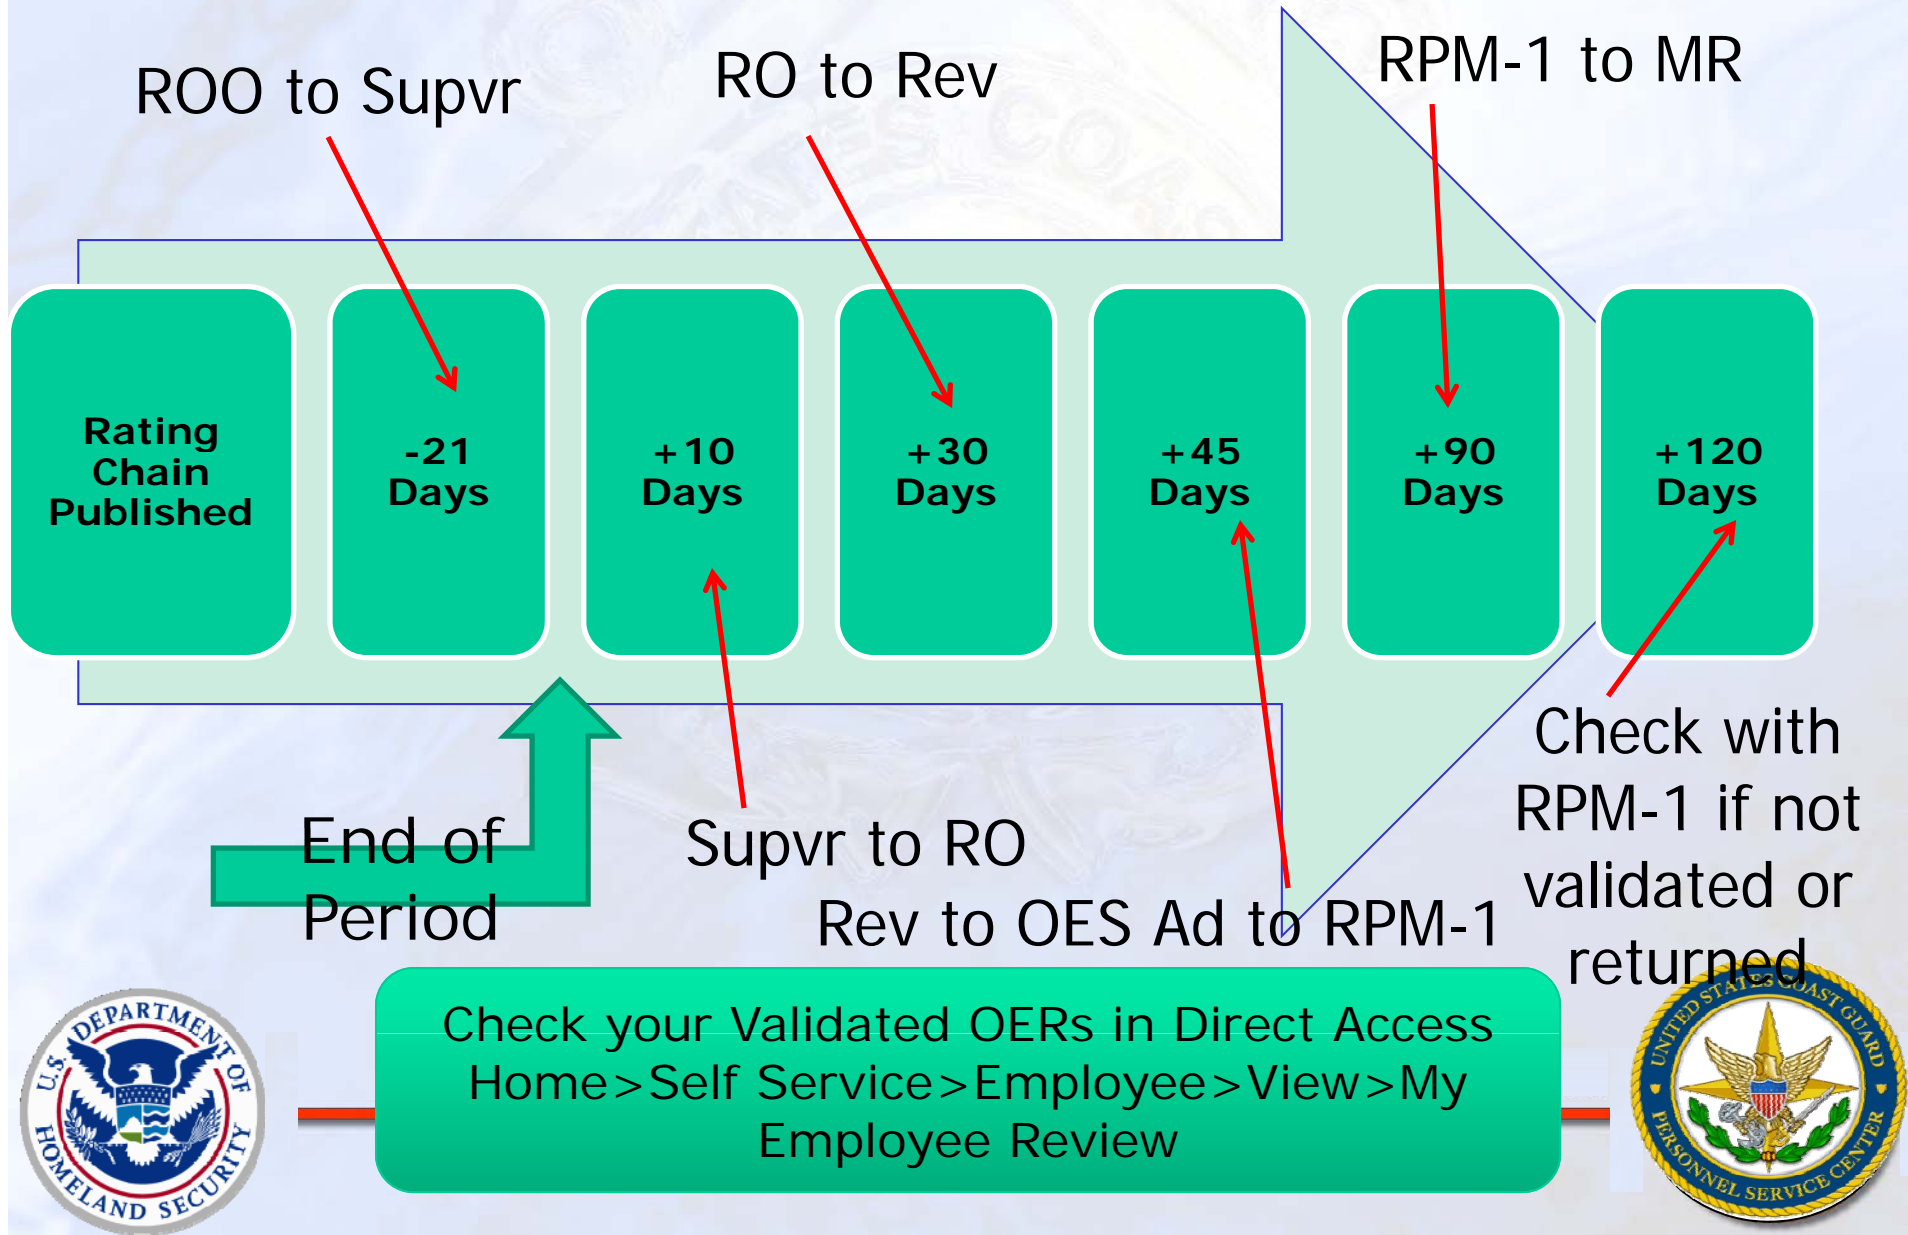 ROO to Supvr
RO to Rev
RPM-1 to MR
Rating
Chain
Published
-21
Days
+10
Days
+30
Days
+45
Days
+90
Days
+120
Days
End of
Period
Supvr to RO
Rev to OES Ad to RPM-1
Check with
RPM-1 if not
validated or
returned
Check your Validated OERs in Direct Access
Home>Self Service>Employee>View>My
Employee Review
U.S. DEPARTMENT OF
HOMELAND SECURITY
UNITED STATES COAST GUARD
PERSONNEL SERVICE CENTER